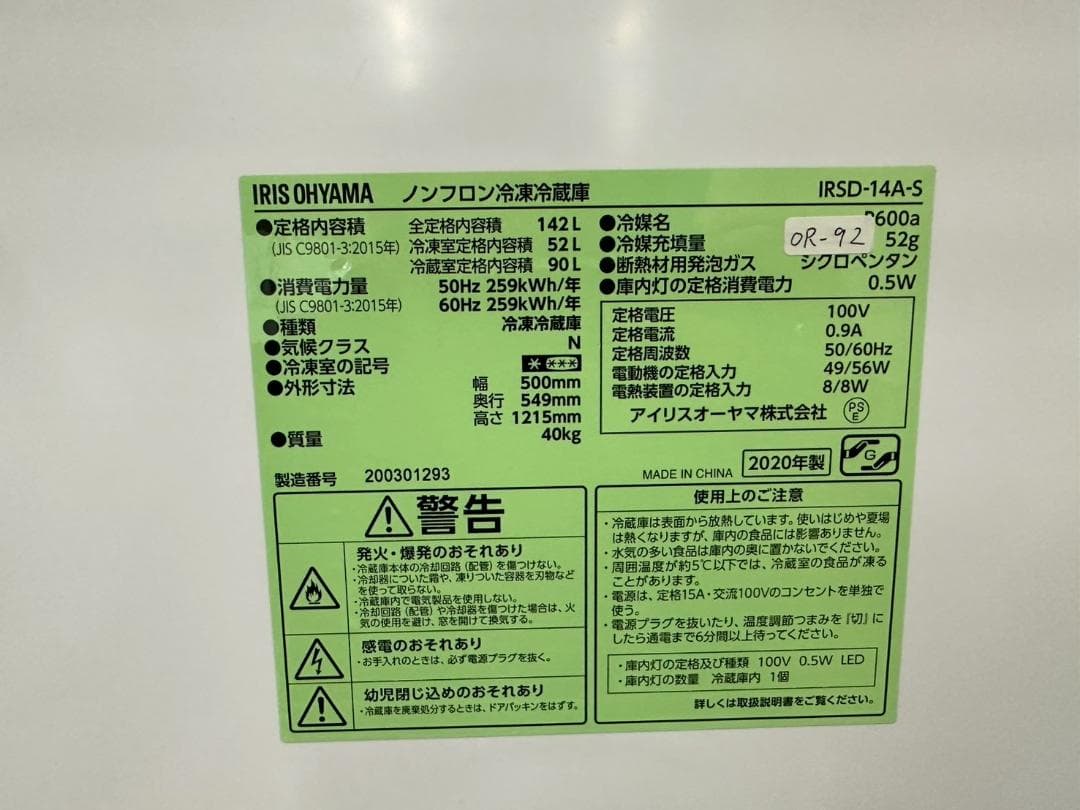 IRIS OHYAMA ノンフロン冷凍冷蔵庫 IRSD-14A-S
●定格内容積 全定格内容積 142L
(JIS C9801-3:2015年) 冷凍室定格内容積 52L
冷蔵室定格内容積 90L
●消費電力量 50Hz 259kWh/年
(JIS C9801-3:2015年) 60Hz 259kWh/年
●種類 冷凍冷蔵庫
●気候クラス N
●冷凍室の記号
●外形寸法 幅 500mm
奥行 549mm
高さ 1215mm
●質量 40kg
製造番号 200301293
●冷媒名 600a
OR-92
●冷媒充填量 52g
●断熱材用発泡ガス シクロペンタン
●庫内灯の定格消費電力 0.5W
定格電圧 100V
定格電流 0.9A
定格周波数 50/60Hz
電動機の定格入力 49/56W
電熱装置の定格入力 8/8W
アイリスオーヤマ株式会社 PSE
MADE IN CHINA 2020年製 G
警告
発火・爆発のおそれあり
・冷蔵庫本体の冷却回路(配管)を傷つけない。
・冷却器についた霜や、凍りついた容器を刃物など
を使って取らない。
・冷蔵庫内で電気製品を使用しない。
・冷却回路(配管)や冷却器を傷つけた場合は、火
気の使用を避け、窓を開けて換気する。
感電のおそれあり
・お手入れのときは、必ず電源プラグを抜く。
幼児閉じ込めのおそれあり
・冷蔵庫を廃棄処分するときは、ドアパッキンをはずす。
使用上のご注意
・冷蔵庫は表面から放熱しています。使いはじめや夏場
は熱くなりますが、庫内の食品には影響ありません。
・水気の多い食品は庫内の奥に置かないでください。
・周囲温度が約5℃以下では、冷蔵室の食品が凍る
ことがあります。
・電源は、定格15A・交流100Vのコンセントを単独で
使う。
・電源プラグを抜いたり、温度調節つまみを『切』に
したら通電まで6分間以上待ってください。
・庫内灯の定格及び種類 100V 0.5W LED
・庫内灯の数量 冷蔵庫内 1個
詳しくは取扱説明書をご覧ください。